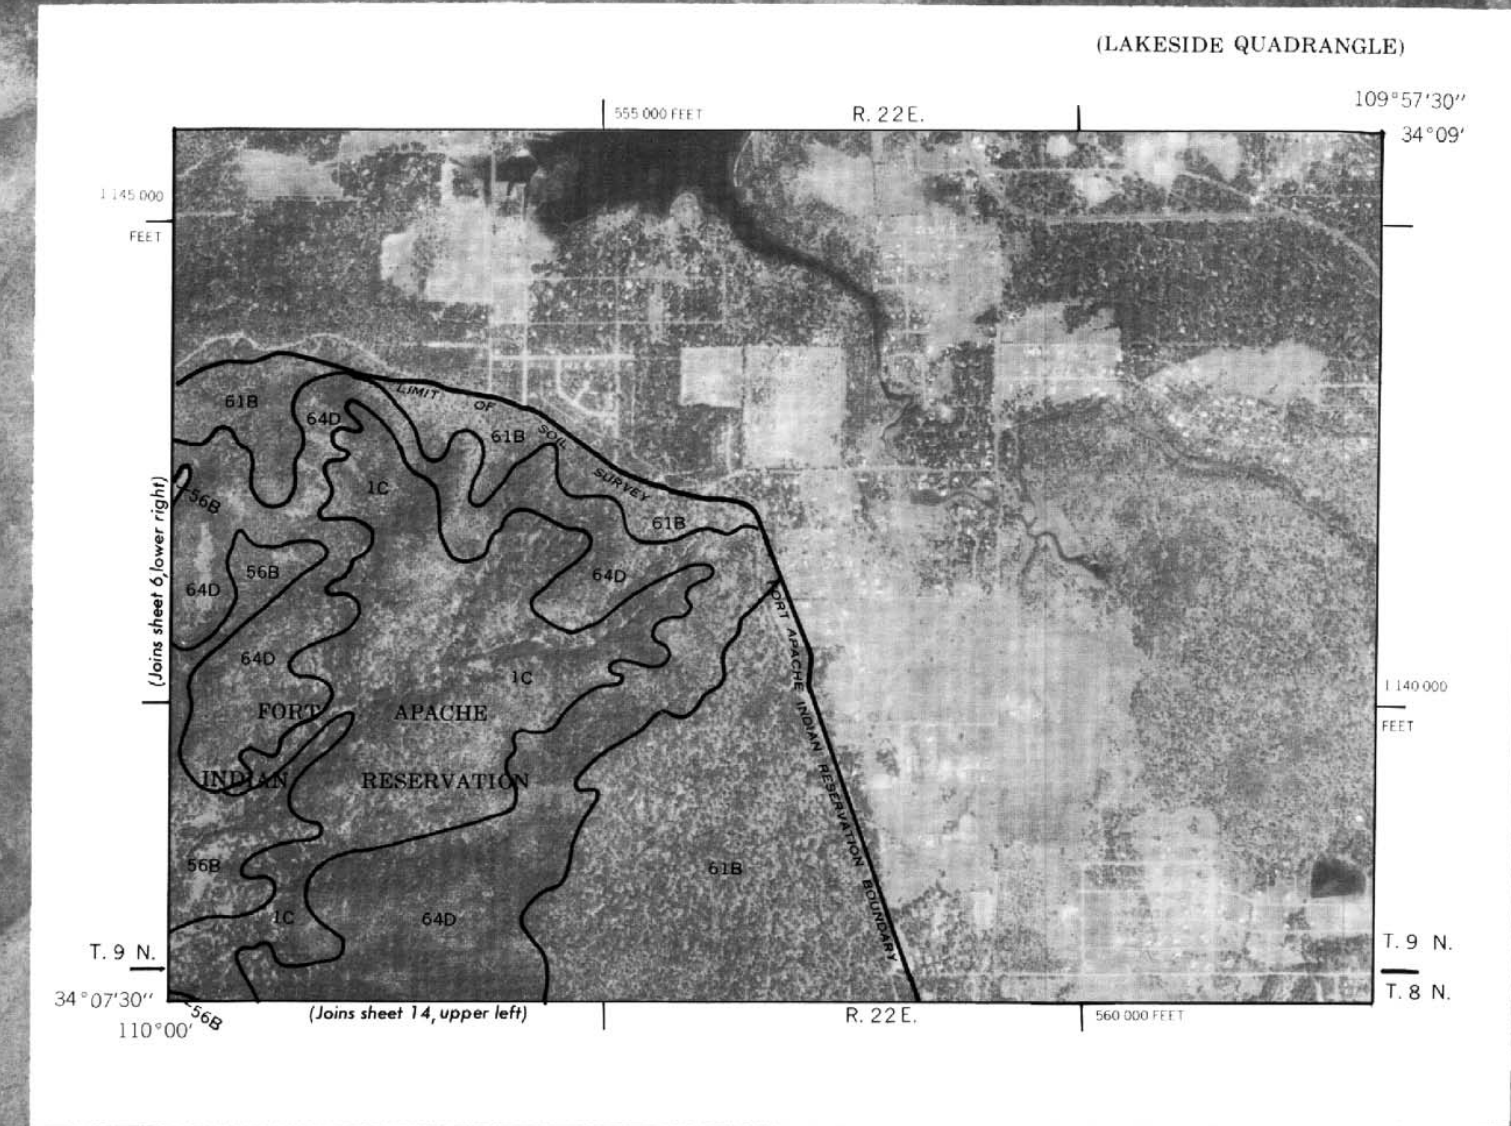 (LAKESIDE QUADRANGLE)
109°57'30"
555 000 FEET
R. 22E.
34°09'
1 145 000
FEET
61B
LIMIT OF SOIL SURVEY
64D
61B
1C
56B
61B
(Joins sheet 6, lower right)
56B
64D
64D
FORT APACHE INDIAN RESERVATION BOUNDARY
64D
1C
1 140 000
FEET
FORT APACHE
INDIAN RESERVATION
56B
61B
1C
64D
T. 9 N.
T. 9 N.
T. 8 N.
34°07'30"
56B
(Joins sheet 14, upper left)
R. 22E.
560 000 FEET
110°00'